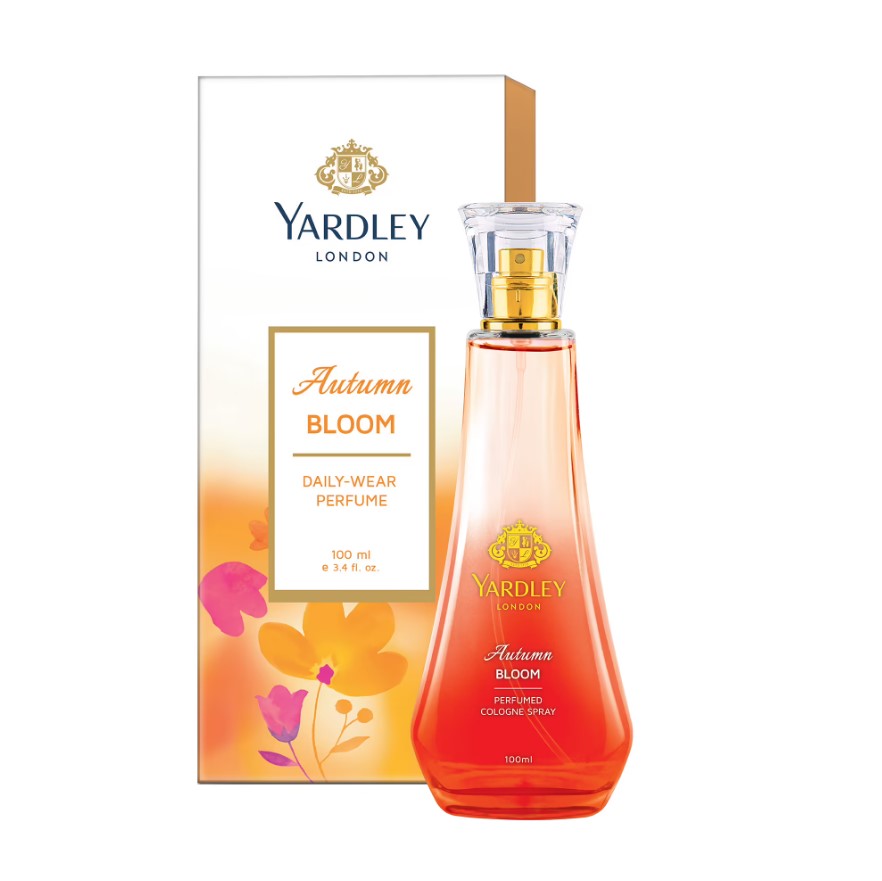 YARDLEY
LONDON
Autumn
BLOOM
DAILY-WEAR
PERFUME
100 ml
e 3.4 fl. oz.
YARDLEY
LONDON
Autumn
BLOOM
PERFUMED
COLOGNE SPRAY
100ml